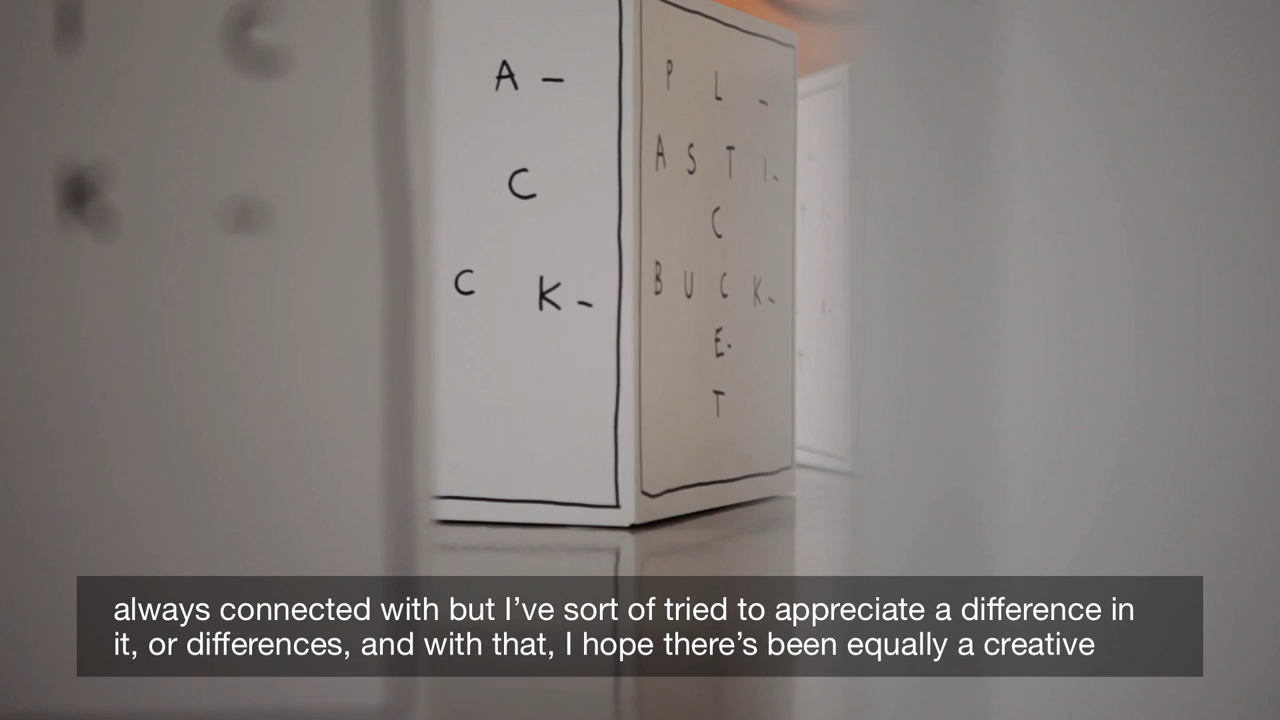 A –
C
C K –
P L –
A S T I –
C
B U C K –
E –
T
always connected with but I’ve sort of tried to appreciate a difference in
it, or differences, and with that, I hope there’s been equally a creative